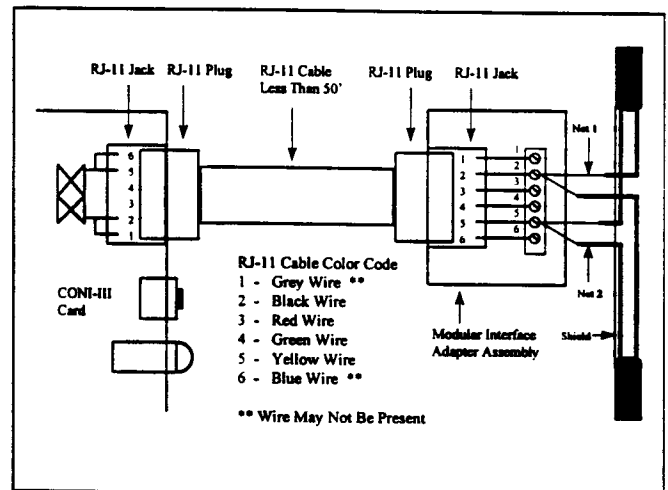 RJ-11 Jack
RJ-11 Plug
RJ-11 Cable
Less Than 50'
RJ-11 Plug
RJ-11 Jack
Net 1
6
5
4
3
2
1
1
2
3
4
5
6
1
2
3
4
5
6
CONI-III
Card
RJ-11 Cable Color Code
1 - Grey Wire **
2 - Black Wire
3 - Red Wire
4 - Green Wire
5 - Yellow Wire
6 - Blue Wire **
** Wire May Not Be Present
Modular Interface
Adapter Assembly
Net 2
Shield